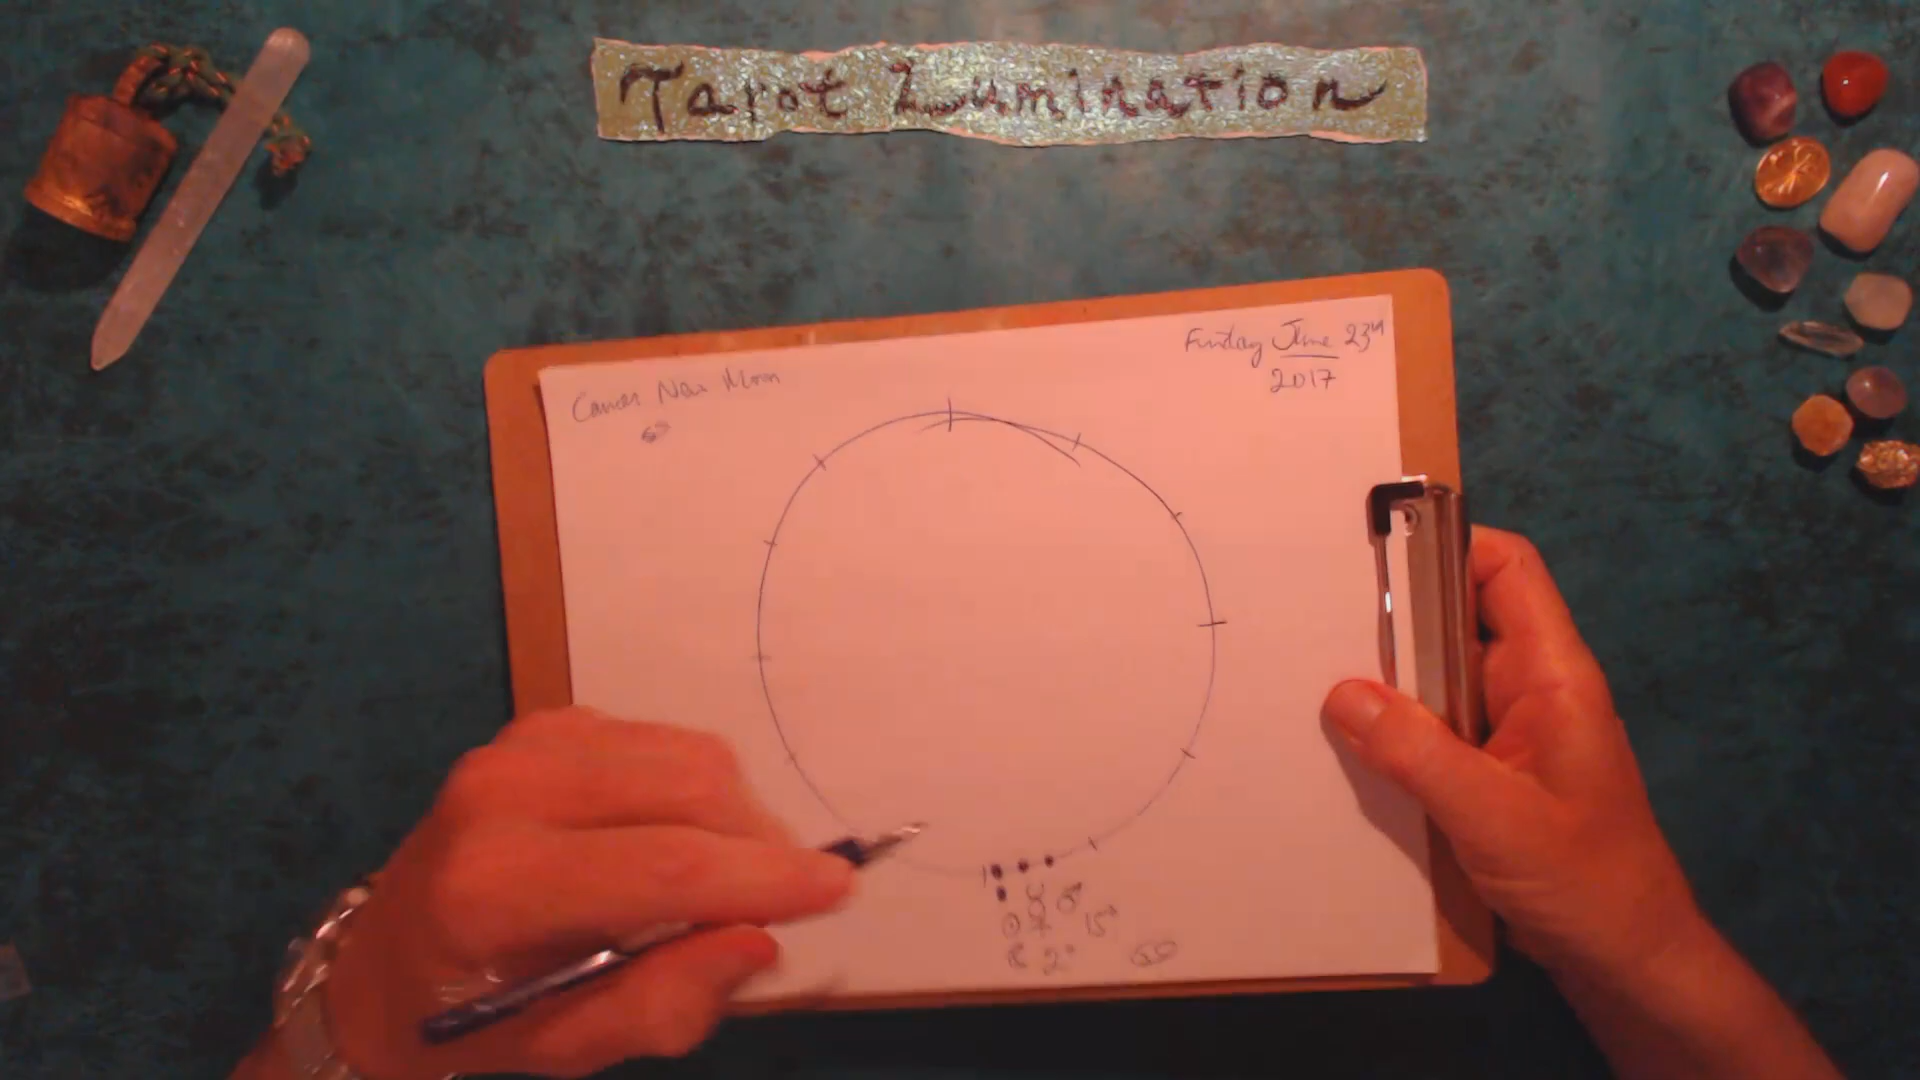 Tarot Lumination
Friday June 23rd
2017
Cancer New Moon
♋
☿ ♂
☉ 15°
☾ 2° ♋